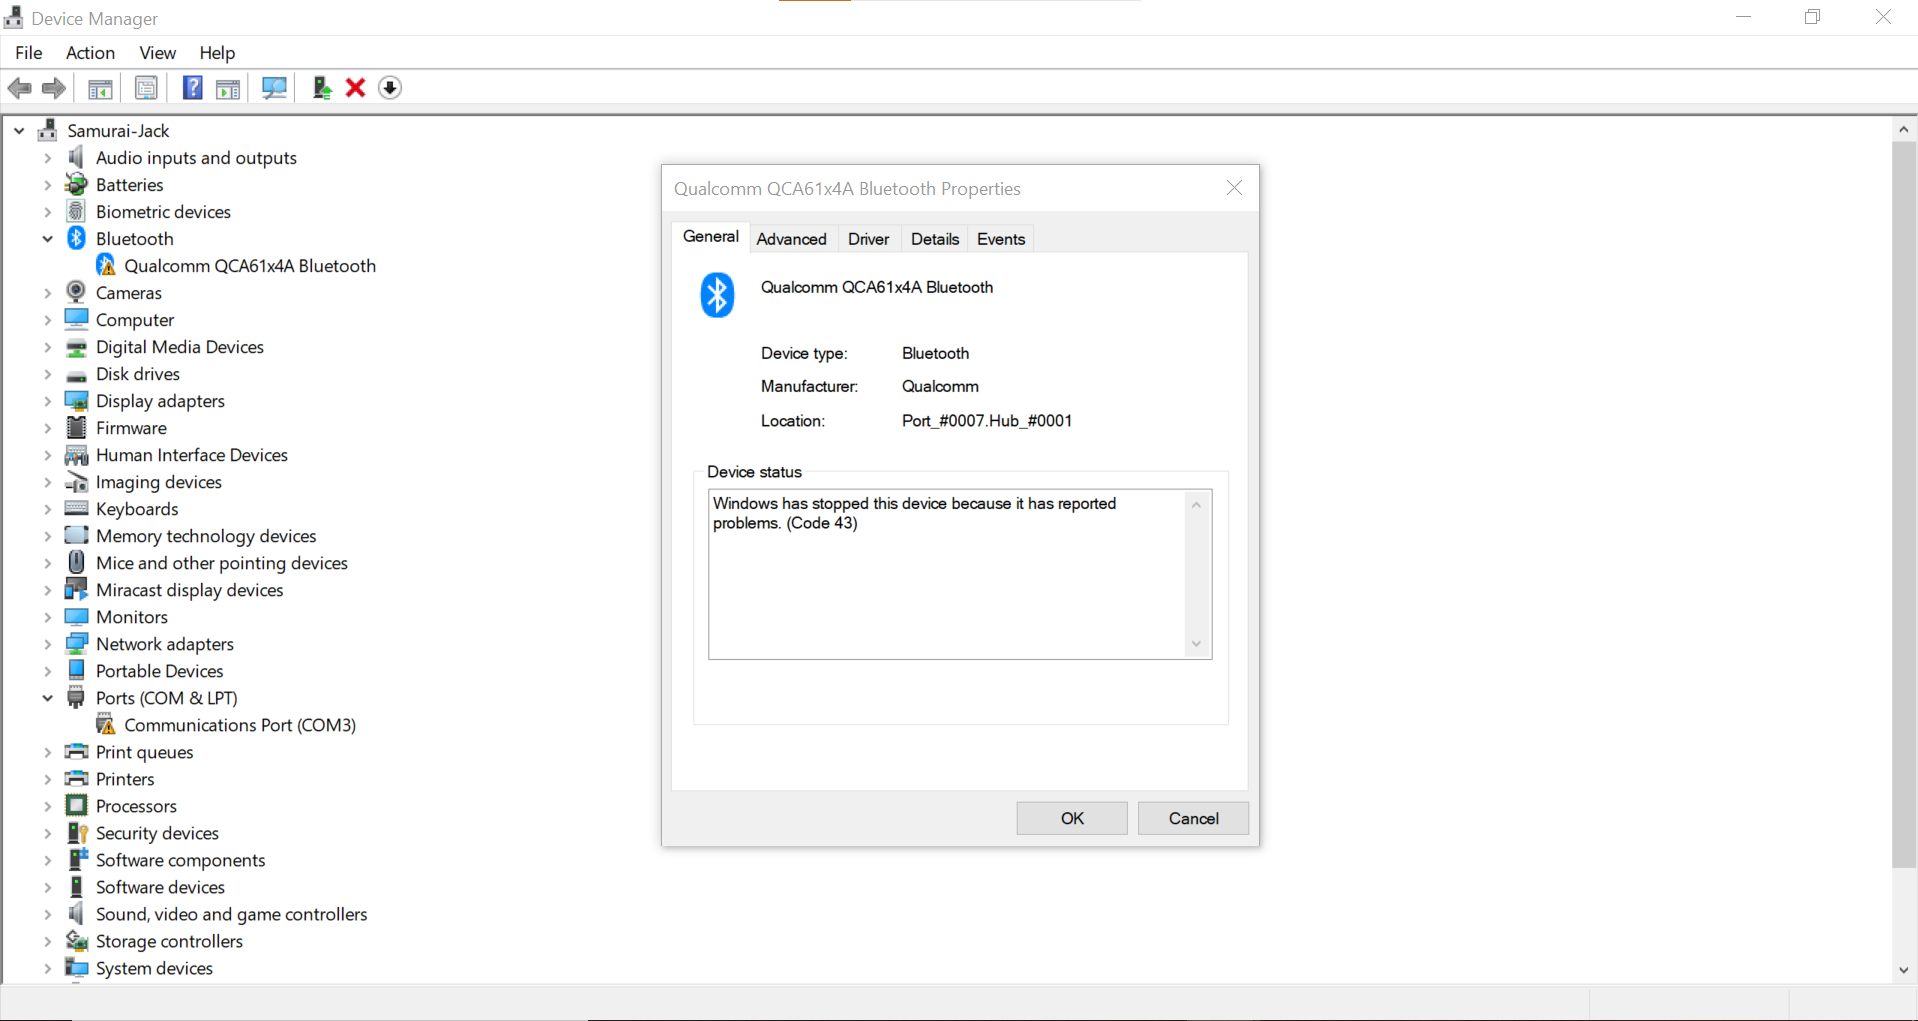 Device Manager
File Action View Help
Samurai-Jack
Audio inputs and outputs
Batteries
Biometric devices
Bluetooth
Qualcomm QCA61x4A Bluetooth
Cameras
Computer
Digital Media Devices
Disk drives
Display adapters
Firmware
Human Interface Devices
Imaging devices
Keyboards
Memory technology devices
Mice and other pointing devices
Miracast display devices
Monitors
Network adapters
Portable Devices
Ports (COM & LPT)
Communications Port (COM3)
Print queues
Printers
Processors
Security devices
Software components
Software devices
Sound, video and game controllers
Storage controllers
System devices
Qualcomm QCA61x4A Bluetooth Properties
General Advanced Driver Details Events
Qualcomm QCA61x4A Bluetooth
Device type: Bluetooth
Manufacturer: Qualcomm
Location: Port_#0007.Hub_#0001
Device status
Windows has stopped this device because it has reported
problems. (Code 43)
OK Cancel